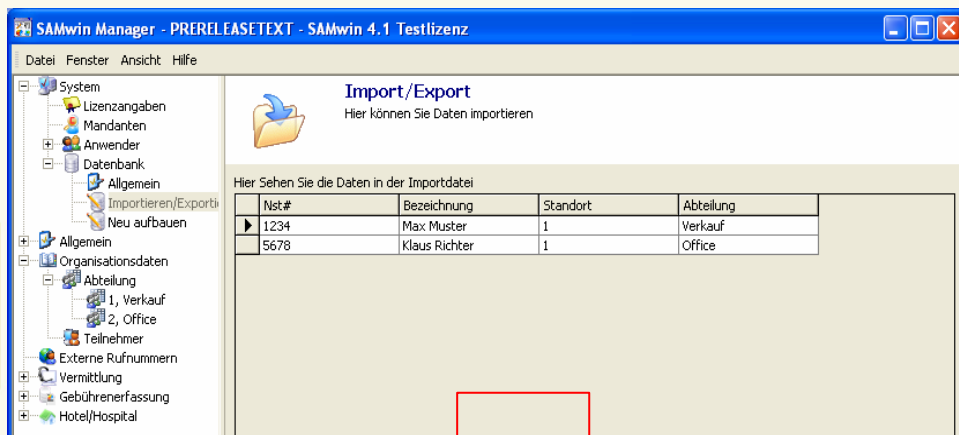 SAMwin Manager - PRERELEASETEXT - SAMwin 4.1 Testlizenz
Datei Fenster Ansicht Hilfe
System
Lizenzangaben
Mandanten
Anwender
Datenbank
Allgemein
Importieren/Exporti
Neu aufbauen
Allgemein
Organisationsdaten
Abteilung
1, Verkauf
2, Office
Teilnehmer
Externe Rufnummern
Vermittlung
Gebührenerfassung
Hotel/Hospital
Import/Export
Hier können Sie Daten importieren
Hier Sehen Sie die Daten in der Importdatei
Nst# Bezeichnung Standort Abteilung
1234 Max Muster 1 Verkauf
5678 Klaus Richter 1 Office